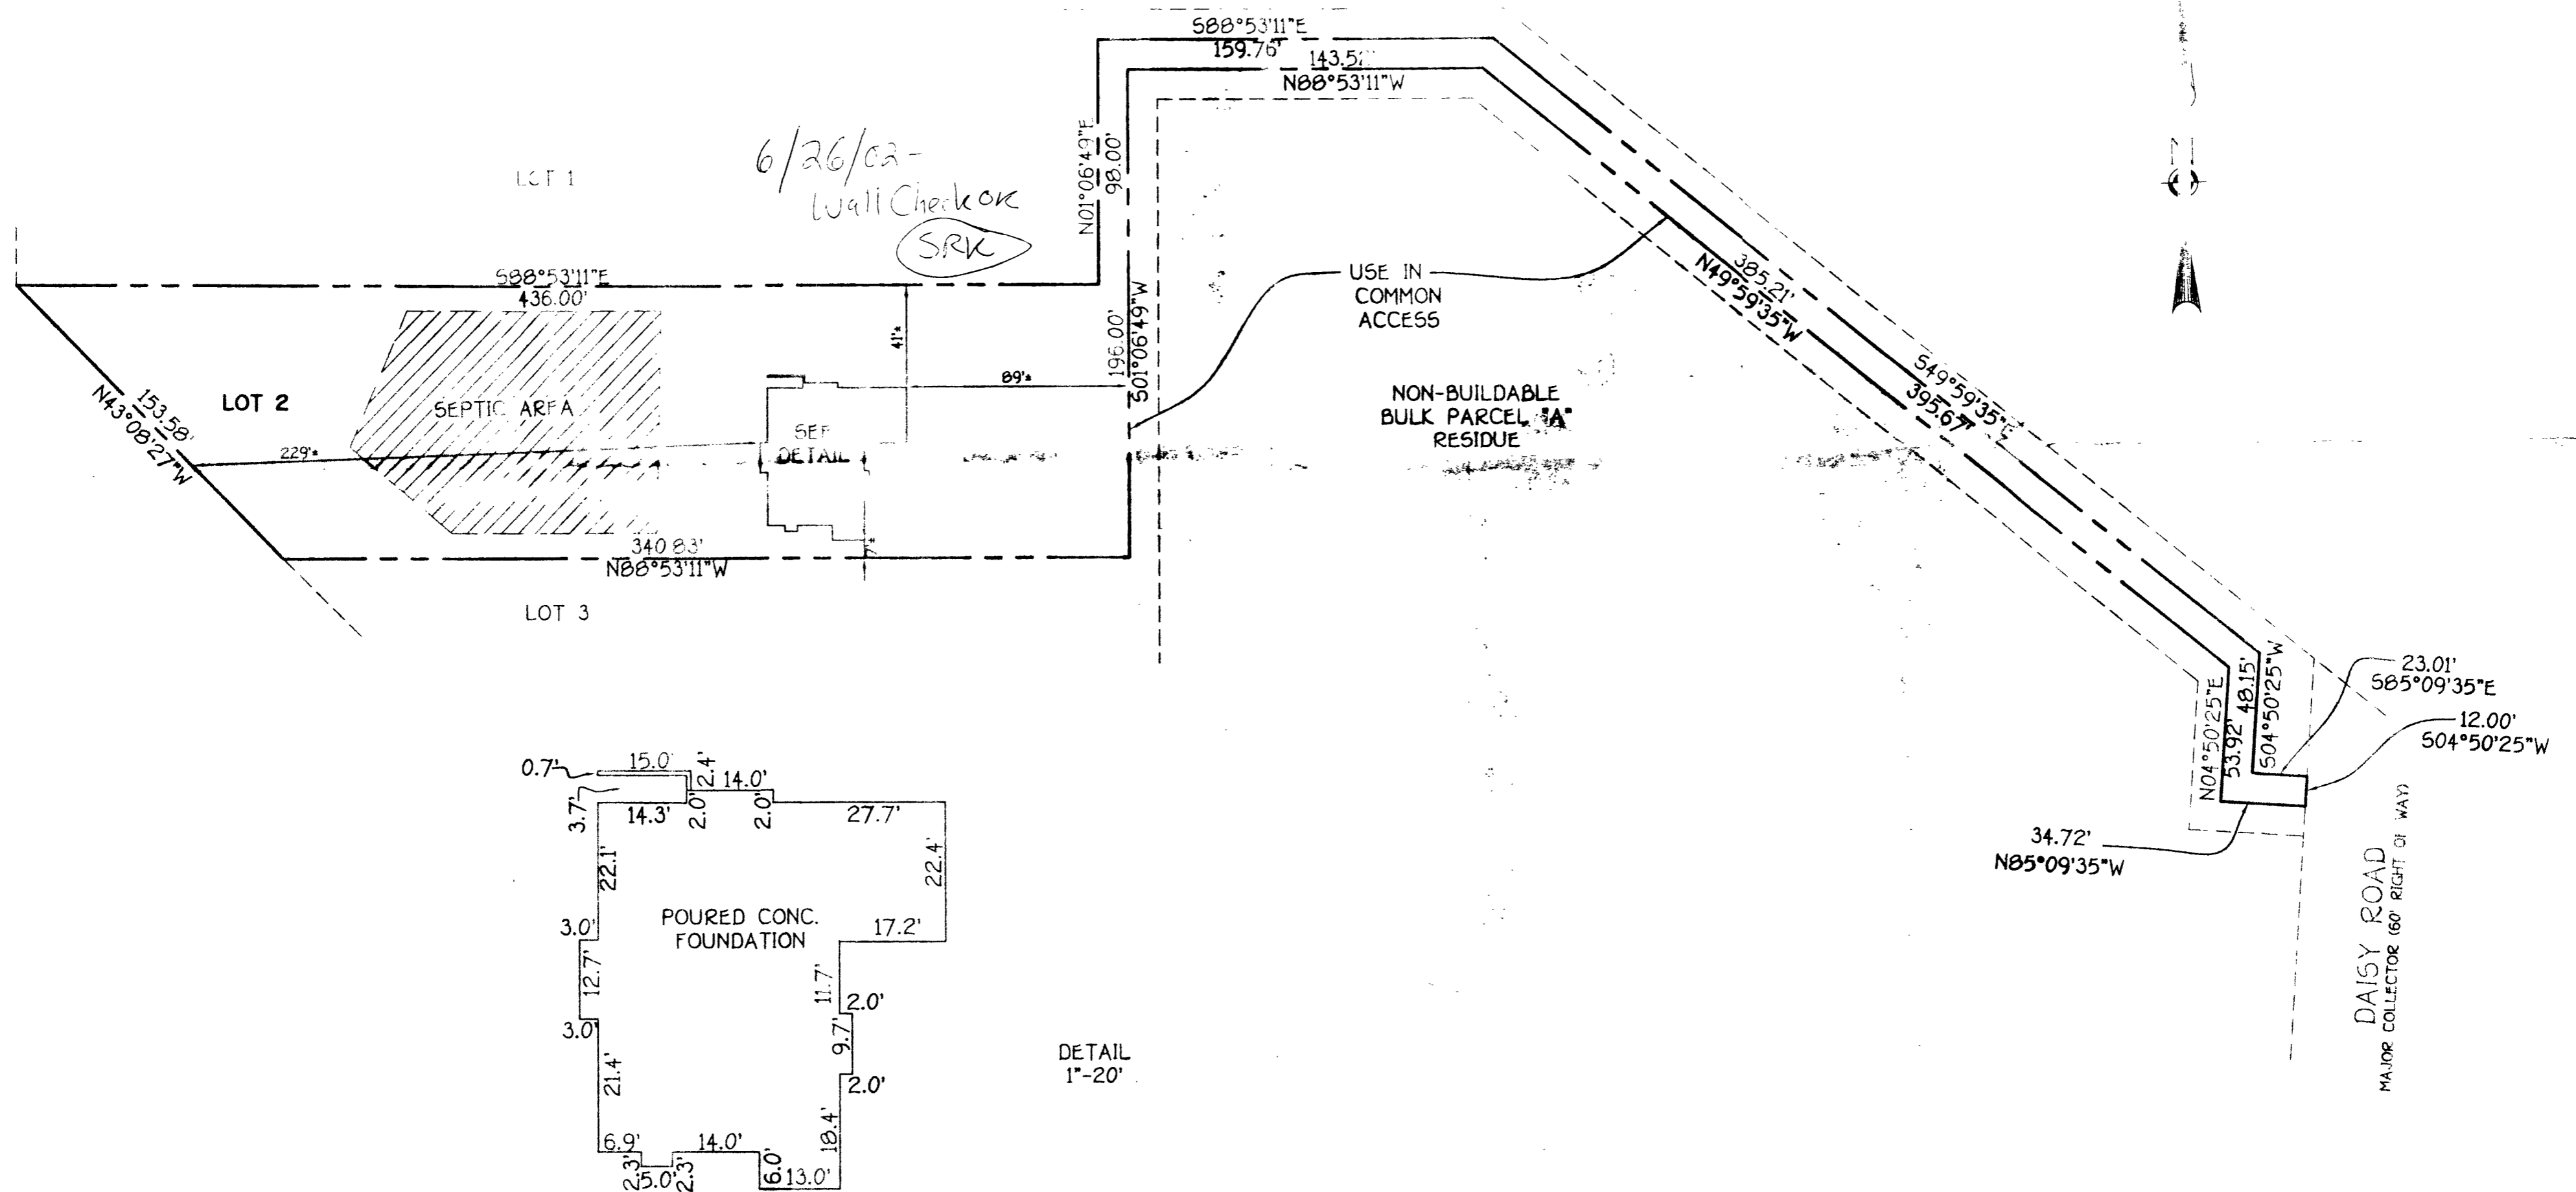 S88°53'11"E
159.76'
143.52'
N88°53'11"W
N01°06'49"E
98.00'
6/26/02-
Wall Check OK
SRK
LOT 1
S88°53'11"E
436.00'
41'±
89'±
196.00'
S01°06'49"W
USE IN
COMMON
ACCESS
385.21'
N49°59'35"W
S49°59'35"E
395.67'
NON-BUILDABLE
BULK PARCEL "A"
RESIDUE
LOT 2
SEPTIC AREA
SEE
DETAIL
153.58'
N43°08'27"W
229'±
7'±
340.83'
N88°53'11"W
LOT 3
N04°50'25"E
53.92'
48.15'
S04°50'25"W
23.01'
S85°09'35"E
12.00'
S04°50'25"W
34.72'
N85°09'35"W
DAISY ROAD
MAJOR COLLECTOR (60' RIGHT OF WAY)
0.7'
15.0'
2.4'
14.0'
3.7'
14.3'
2.0'
2.0'
27.7'
22.1'
22.4'
POURED CONC.
FOUNDATION
3.0'
17.2'
12.7'
11.7'
2.0'
3.0'
9.7'
2.0'
21.4'
18.4'
6.9'
14.0'
2.3'
5.0'
2.3'
6.0'
13.0'
DETAIL
1"-20'
N